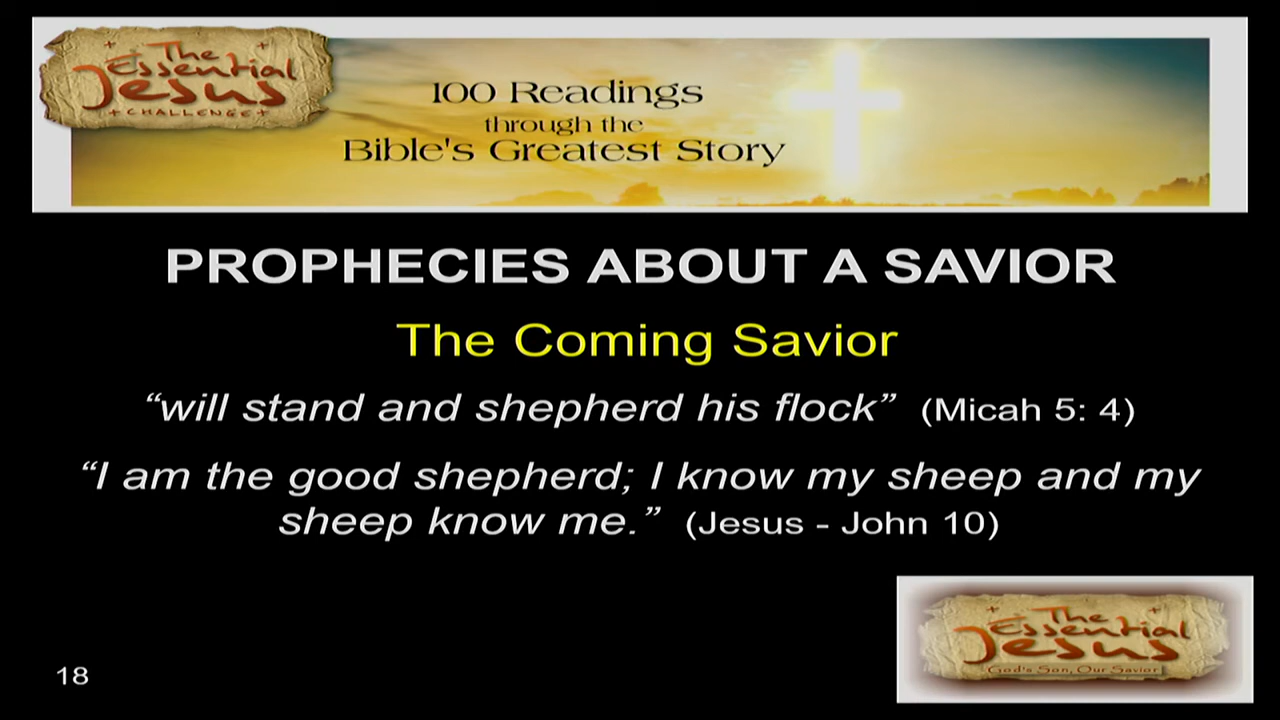 The
Essential
Jesus
CHALLENGE
100 Readings
through the
Bible's Greatest Story
PROPHECIES ABOUT A SAVIOR
The Coming Savior
“will stand and shepherd his flock” (Micah 5: 4)
“I am the good shepherd; I know my sheep and my
sheep know me.” (Jesus - John 10)
The
Essential
Jesus
God's Son, Our Savior
18